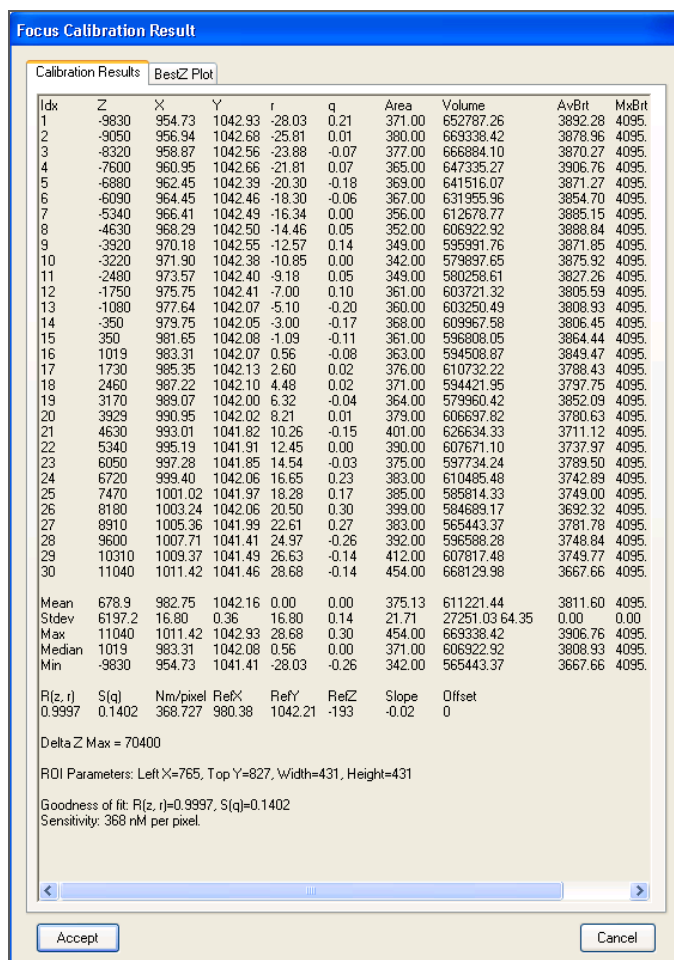 Focus Calibration Result
Calibration Results BestZ Plot
Idx Z X Y r q Area Volume AvBrt MxBrt
1 -9830 954.73 1042.93 -28.03 0.21 371.00 652787.26 3892.28 4095.
2 -9050 956.94 1042.68 -25.81 0.01 380.00 669338.42 3878.96 4095.
3 -8320 958.87 1042.56 -23.88 -0.07 377.00 666884.10 3870.27 4095.
4 -7600 960.95 1042.66 -21.81 0.07 365.00 647335.27 3906.76 4095.
5 -6880 962.45 1042.39 -20.30 -0.18 369.00 641516.07 3871.27 4095.
6 -6090 964.45 1042.46 -18.30 -0.06 367.00 631955.96 3854.70 4095.
7 -5340 966.41 1042.49 -16.34 0.00 356.00 612678.77 3885.15 4095.
8 -4630 968.29 1042.50 -14.46 0.05 352.00 606922.92 3888.84 4095.
9 -3920 970.18 1042.55 -12.57 0.14 349.00 595991.76 3871.85 4095.
10 -3220 971.90 1042.38 -10.85 0.00 342.00 579897.65 3875.92 4095.
11 -2480 973.57 1042.40 -9.18 0.05 349.00 580258.61 3827.26 4095.
12 -1750 975.75 1042.41 -7.00 0.10 361.00 603721.32 3805.59 4095.
13 -1080 977.64 1042.07 -5.10 -0.20 360.00 603250.49 3808.93 4095.
14 -350 979.75 1042.05 -3.00 -0.17 368.00 609967.58 3806.45 4095.
15 350 981.65 1042.08 -1.09 -0.11 361.00 596808.05 3864.44 4095.
16 1019 983.31 1042.07 0.56 -0.08 363.00 594508.87 3849.47 4095.
17 1730 985.35 1042.13 2.60 0.02 376.00 610732.22 3788.43 4095.
18 2460 987.22 1042.10 4.48 0.02 371.00 594421.95 3797.75 4095.
19 3170 989.07 1042.00 6.32 -0.04 364.00 579960.42 3852.09 4095.
20 3929 990.95 1042.02 8.21 0.01 379.00 606697.82 3780.63 4095.
21 4630 993.01 1041.82 10.26 -0.15 401.00 626634.33 3711.12 4095.
22 5340 995.19 1041.91 12.45 0.00 390.00 607671.10 3737.97 4095.
23 6050 997.28 1041.85 14.54 -0.03 375.00 597734.24 3789.50 4095.
24 6720 999.40 1042.06 16.65 0.23 383.00 610485.48 3742.89 4095.
25 7470 1001.02 1041.97 18.28 0.17 385.00 585814.33 3749.00 4095.
26 8180 1003.24 1042.06 20.50 0.30 399.00 584689.17 3692.32 4095.
27 8910 1005.36 1041.99 22.61 0.27 383.00 565443.37 3781.78 4095.
28 9600 1007.71 1041.41 24.97 -0.26 392.00 596588.28 3748.84 4095.
29 10310 1009.37 1041.49 26.63 -0.14 412.00 607817.48 3749.77 4095.
30 11040 1011.42 1041.46 28.68 -0.14 454.00 668129.98 3667.66 4095.
Mean 678.9 982.75 1042.16 0.00 0.00 375.13 611221.44 3811.60 4095.
Stdev 6197.2 16.80 0.36 16.80 0.14 21.71 27251.03 64.35 0.00 0.00
Max 11040 1011.42 1042.93 28.68 0.30 454.00 669338.42 3906.76 4095.
Median 1019 983.31 1042.08 0.56 0.00 371.00 606922.92 3808.93 4095.
Min -9830 954.73 1041.41 -28.03 -0.26 342.00 565443.37 3667.66 4095.
R(z, r) S(q) Nm/pixel RefX RefY RefZ Slope Offset
0.9997 0.1402 368.727 980.38 1042.21 -193 -0.02 0
Delta Z Max = 70400
ROI Parameters: Left X=765, Top Y=827, Width=431, Height=431
Goodness of fit: R(z, r)=0.9997, S(q)=0.1402
Sensitivity: 368 nM per pixel.
Accept Cancel